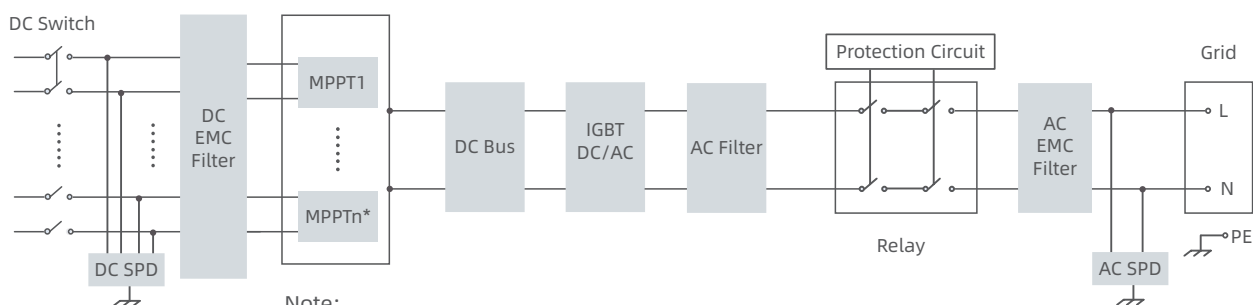 DC Switch
DC SPD
DC
EMC
Filter
MPPT1
MPPTn*
Note:
DC Bus
IGBT
DC/AC
AC Filter
Protection Circuit
Relay
AC
EMC
Filter
AC SPD
Grid
L
N
PE